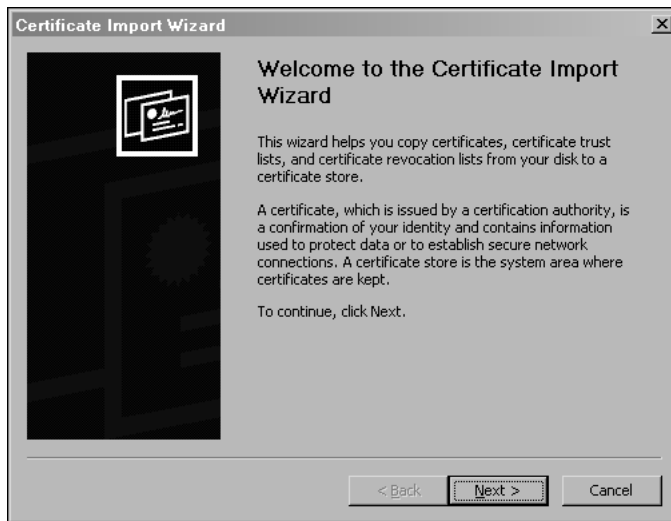 Certificate Import Wizard
Welcome to the Certificate Import
Wizard
This wizard helps you copy certificates, certificate trust
lists, and certificate revocation lists from your disk to a
certificate store.
A certificate, which is issued by a certification authority, is
a confirmation of your identity and contains information
used to protect data or to establish secure network
connections. A certificate store is the system area where
certificates are kept.
To continue, click Next.
< Back Next > Cancel